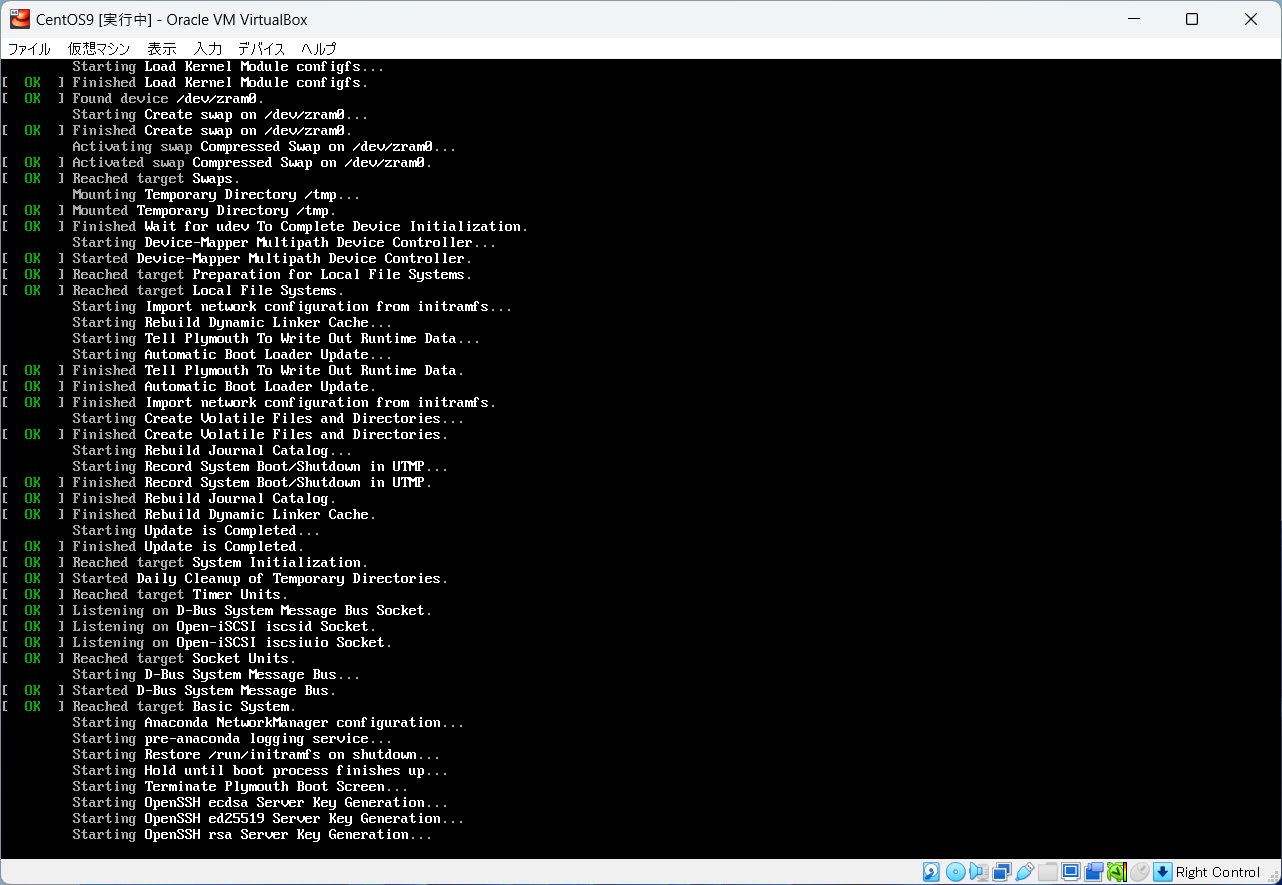 CentOS9 [実行中] - Oracle VM VirtualBox
ファイル 仮想マシン 表示 入力 デバイス ヘルプ
Starting Load Kernel Module configfs...
[ OK ] Finished Load Kernel Module configfs.
[ OK ] Found device /dev/zram0.
Starting Create swap on /dev/zram0...
[ OK ] Finished Create swap on /dev/zram0.
Activating swap Compressed Swap on /dev/zram0...
[ OK ] Activated swap Compressed Swap on /dev/zram0.
[ OK ] Reached target Swaps.
Mounting Temporary Directory /tmp...
[ OK ] Mounted Temporary Directory /tmp.
[ OK ] Finished Wait for udev To Complete Device Initialization.
Starting Device-Mapper Multipath Device Controller...
[ OK ] Started Device-Mapper Multipath Device Controller.
[ OK ] Reached target Preparation for Local File Systems.
[ OK ] Reached target Local File Systems.
Starting Import network configuration from initramfs...
Starting Rebuild Dynamic Linker Cache...
Starting Tell Plymouth To Write Out Runtime Data...
Starting Automatic Boot Loader Update...
[ OK ] Finished Tell Plymouth To Write Out Runtime Data.
[ OK ] Finished Automatic Boot Loader Update.
[ OK ] Finished Import network configuration from initramfs.
Starting Create Volatile Files and Directories...
[ OK ] Finished Create Volatile Files and Directories.
Starting Rebuild Journal Catalog...
Starting Record System Boot/Shutdown in UTMP...
[ OK ] Finished Record System Boot/Shutdown in UTMP.
[ OK ] Finished Rebuild Journal Catalog.
[ OK ] Finished Rebuild Dynamic Linker Cache.
Starting Update is Completed...
[ OK ] Finished Update is Completed.
[ OK ] Reached target System Initialization.
[ OK ] Started Daily Cleanup of Temporary Directories.
[ OK ] Reached target Timer Units.
[ OK ] Listening on D-Bus System Message Bus Socket.
[ OK ] Listening on Open-iSCSI iscsid Socket.
[ OK ] Listening on Open-iSCSI iscsiuio Socket.
[ OK ] Reached target Socket Units.
Starting D-Bus System Message Bus...
[ OK ] Started D-Bus System Message Bus.
[ OK ] Reached target Basic System.
Starting Anaconda NetworkManager configuration...
Starting pre-anaconda logging service...
Starting Restore /run/initramfs on shutdown...
Starting Hold until boot process finishes up...
Starting Terminate Plymouth Boot Screen...
Starting OpenSSH ecdsa Server Key Generation...
Starting OpenSSH ed25519 Server Key Generation...
Starting OpenSSH rsa Server Key Generation...
Right Control